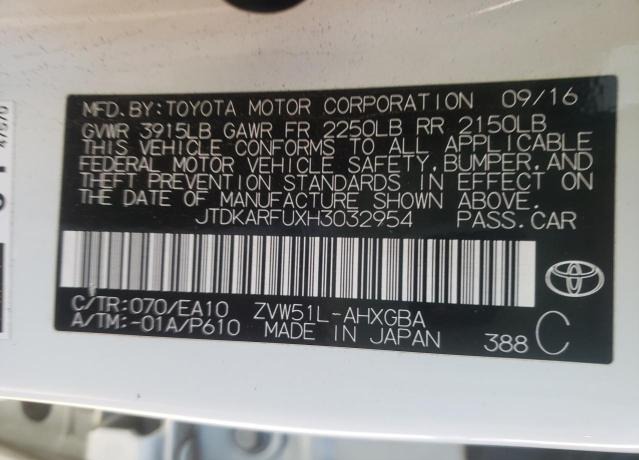 MFD.BY:TOYOTA MOTOR CORPORATION 09/16
GVWR 3915LB GAWR FR 2250LB RR 2150LB
THIS VEHICLE CONFORMS TO ALL APPLICABLE
FEDERAL MOTOR VEHICLE SAFETY,BUMPER,AND
THEFT PREVENTION STANDARDS IN EFFECT ON
THE DATE OF MANUFACTURE SHOWN ABOVE.
JTDKARFUXH3032954 PASS.CAR
C/TR:070/EA10 ZVW51L-AHXGBA
A/TM:-01A/P610 MADE IN JAPAN 388 C